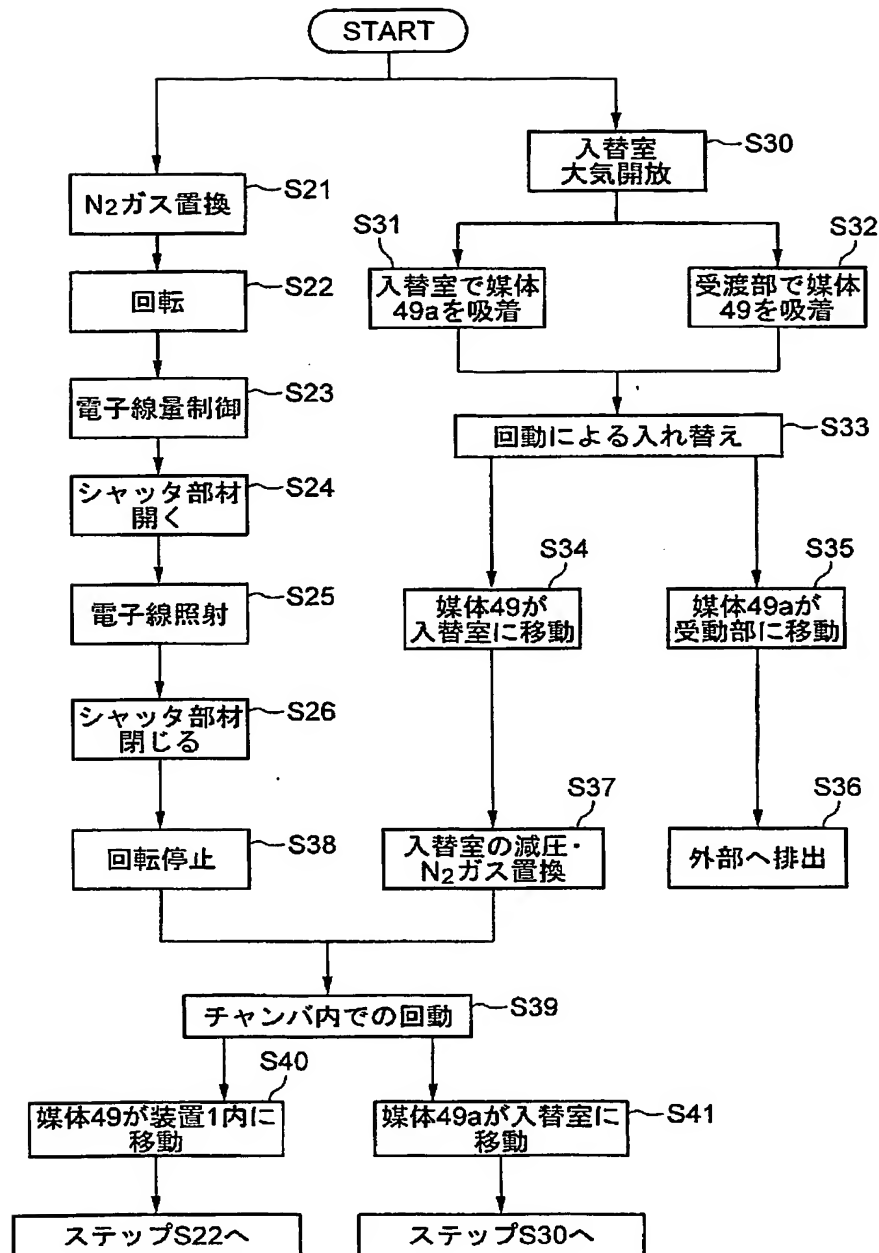 START
S21
N2ガス置換
S22
回転
S23
電子線量制御
S24
シャッタ部材
開く
S25
電子線照射
S26
シャッタ部材
閉じる
S38
回転停止
S30
入替室
大気開放
S31
入替室で媒体
49aを吸着
S32
受渡部で媒体
49を吸着
S33
回動による入れ替え
S34
媒体49が
入替室に移動
S35
媒体49aが
受動部に移動
S37
入替室の減圧・
N2ガス置換
S36
外部へ排出
S39
チャンバ内での回動
S40
媒体49が装置1内に
移動
S41
媒体49aが入替室に
移動
ステップS22へ
ステップS30へ